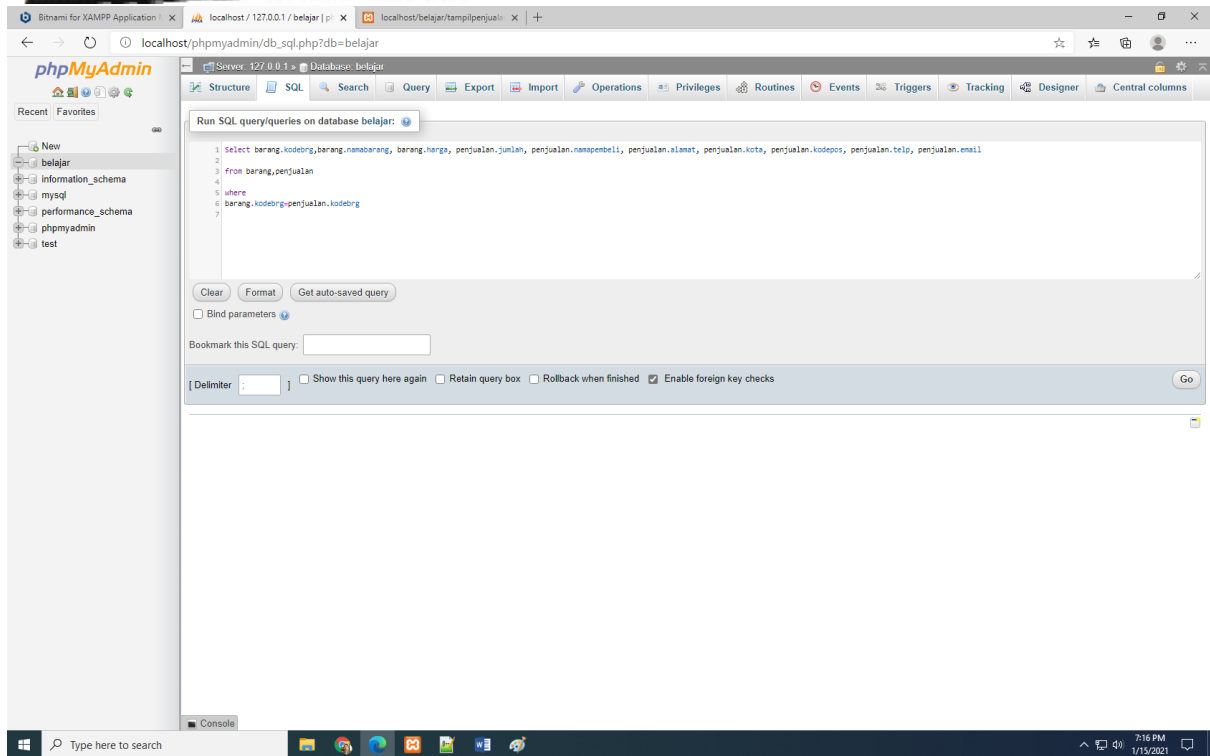 Bitnami for XAMPP Application
localhost / 127.0.0.1 / belajar | p
localhost/belajar/tampilpenjuala
localhost/phpmyadmin/db_sql.php?db=belajar
phpMyAdmin
Recent Favorites
New
belajar
information_schema
mysql
performance_schema
phpmyadmin
test
Server: 127.0.0.1 » Database: belajar
Structure SQL Search Query Export Import Operations Privileges Routines Events Triggers Tracking Designer Central columns
Run SQL query/queries on database belajar:
1 Select barang.kodebrg,barang.namabarang, barang.harga, penjualan.jumlah, penjualan.namapembeli, penjualan.alamat, penjualan.kota, penjualan.kodepos, penjualan.telp, penjualan.email
2
3 from barang,penjualan
4
5 where
6 barang.kodebrg=penjualan.kodebrg
7
Clear Format Get auto-saved query
Bind parameters
Bookmark this SQL query:
[ Delimiter ; ] Show this query here again Retain query box Rollback when finished Enable foreign key checks Go
Console
Type here to search
7:16 PM
1/15/2021